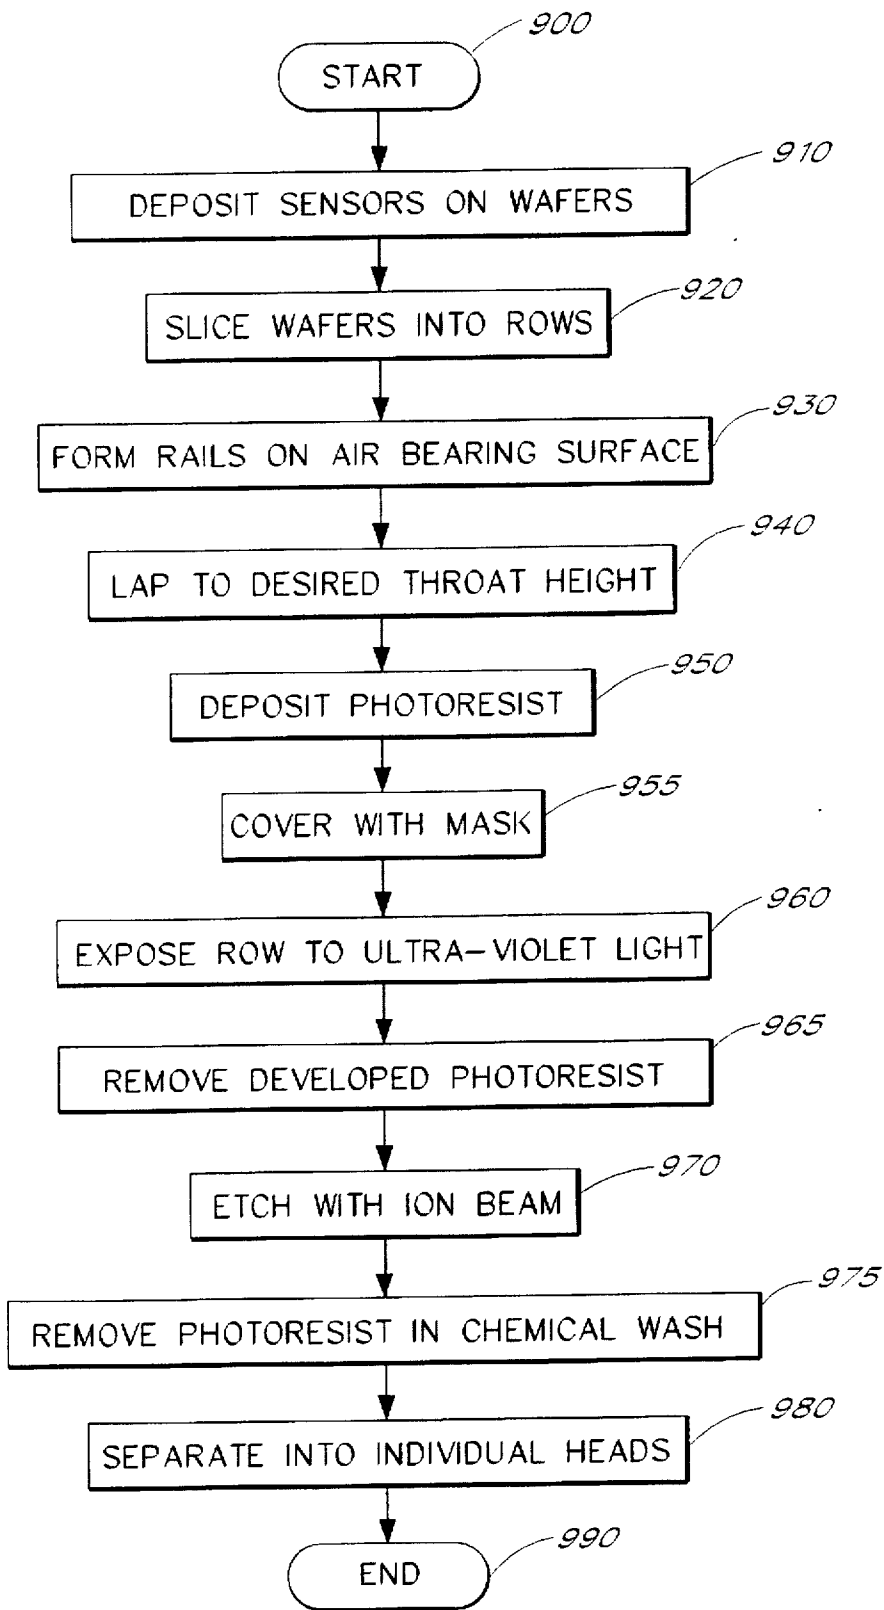 900
START
910
DEPOSIT SENSORS ON WAFERS
920
SLICE WAFERS INTO ROWS
930
FORM RAILS ON AIR BEARING SURFACE
940
LAP TO DESIRED THROAT HEIGHT
950
DEPOSIT PHOTORESIST
955
COVER WITH MASK
960
EXPOSE ROW TO ULTRA-VIOLET LIGHT
965
REMOVE DEVELOPED PHOTORESIST
970
ETCH WITH ION BEAM
975
REMOVE PHOTORESIST IN CHEMICAL WASH
980
SEPARATE INTO INDIVIDUAL HEADS
990
END